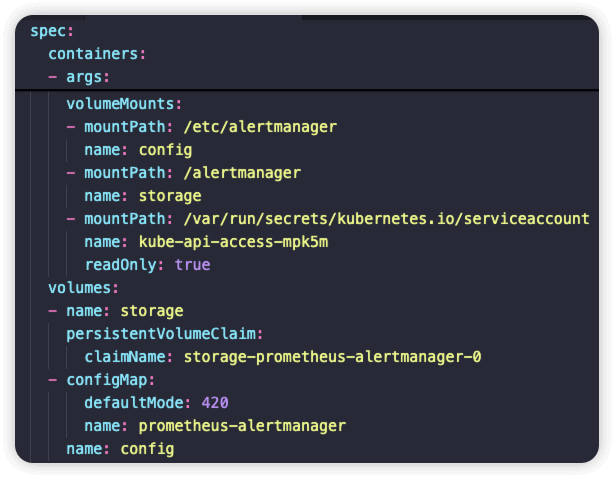 spec:
containers:
- args:
volumeMounts:
- mountPath: /etc/alertmanager
name: config
- mountPath: /alertmanager
name: storage
- mountPath: /var/run/secrets/kubernetes.io/serviceaccount
name: kube-api-access-mpk5m
readOnly: true
volumes:
- name: storage
persistentVolumeClaim:
claimName: storage-prometheus-alertmanager-0
- configMap:
defaultMode: 420
name: prometheus-alertmanager
name: config